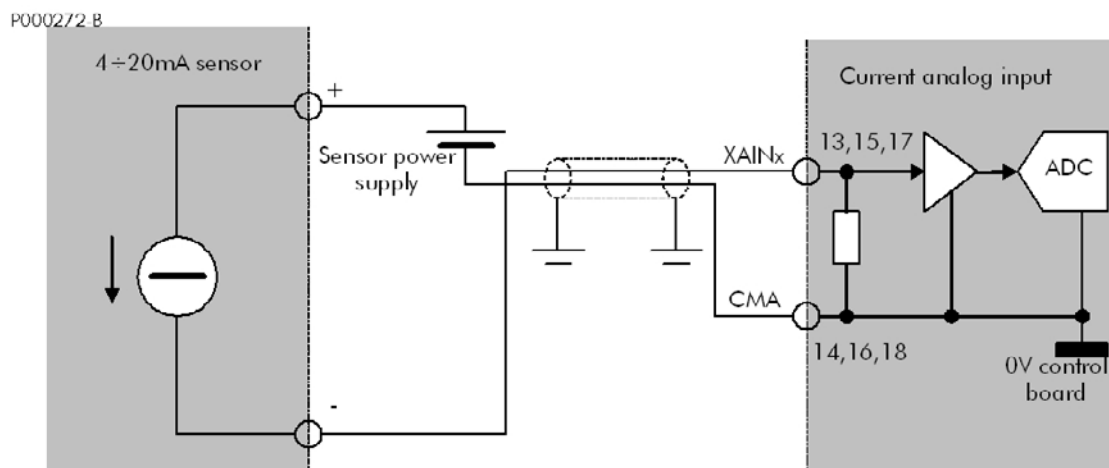 P000272-B
4÷20mA sensor
+
Sensor power
supply
-
XAINx
CMA
Current analog input
13,15,17
ADC
14,16,18
0V control
board